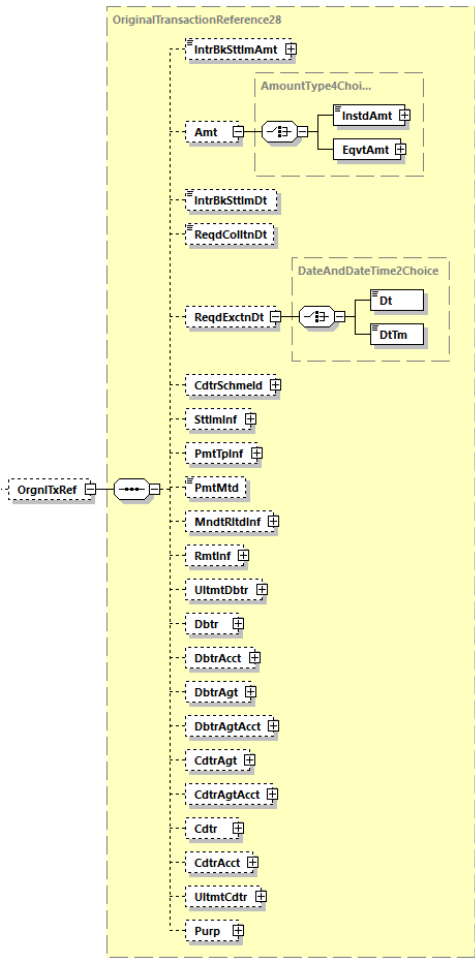 OriginalTransactionReference28
IntrBkSttlmAmt
AmountType4Choi...
InstdAmt
Amt
EqvtAmt
IntrBkSttlmDt
ReqdColltnDt
DateAndDateTime2Choice
Dt
ReqdExctnDt
DtTm
CdtrSchmeId
SttlmInf
PmtTpInf
OrgnlTxRef
PmtMtd
MndtRltdInf
RmtInf
UltmtDbtr
Dbtr
DbtrAcct
DbtrAgt
DbtrAgtAcct
CdtrAgt
CdtrAgtAcct
Cdtr
CdtrAcct
UltmtCdtr
Purp